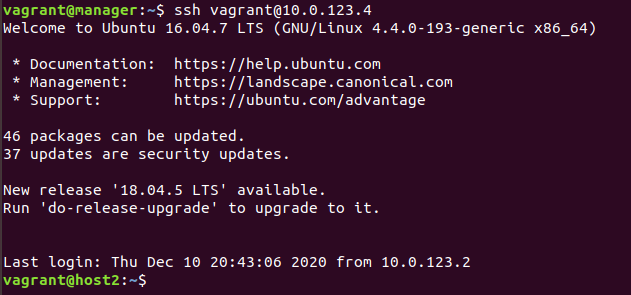 vagrant@manager:~$ ssh vagrant@10.0.123.4
Welcome to Ubuntu 16.04.7 LTS (GNU/Linux 4.4.0-193-generic x86_64)
* Documentation:  https://help.ubuntu.com
* Management:     https://landscape.canonical.com
* Support:        https://ubuntu.com/advantage
46 packages can be updated.
37 updates are security updates.
New release '18.04.5 LTS' available.
Run 'do-release-upgrade' to upgrade to it.
Last login: Thu Dec 10 20:43:06 2020 from 10.0.123.2
vagrant@host2:~$